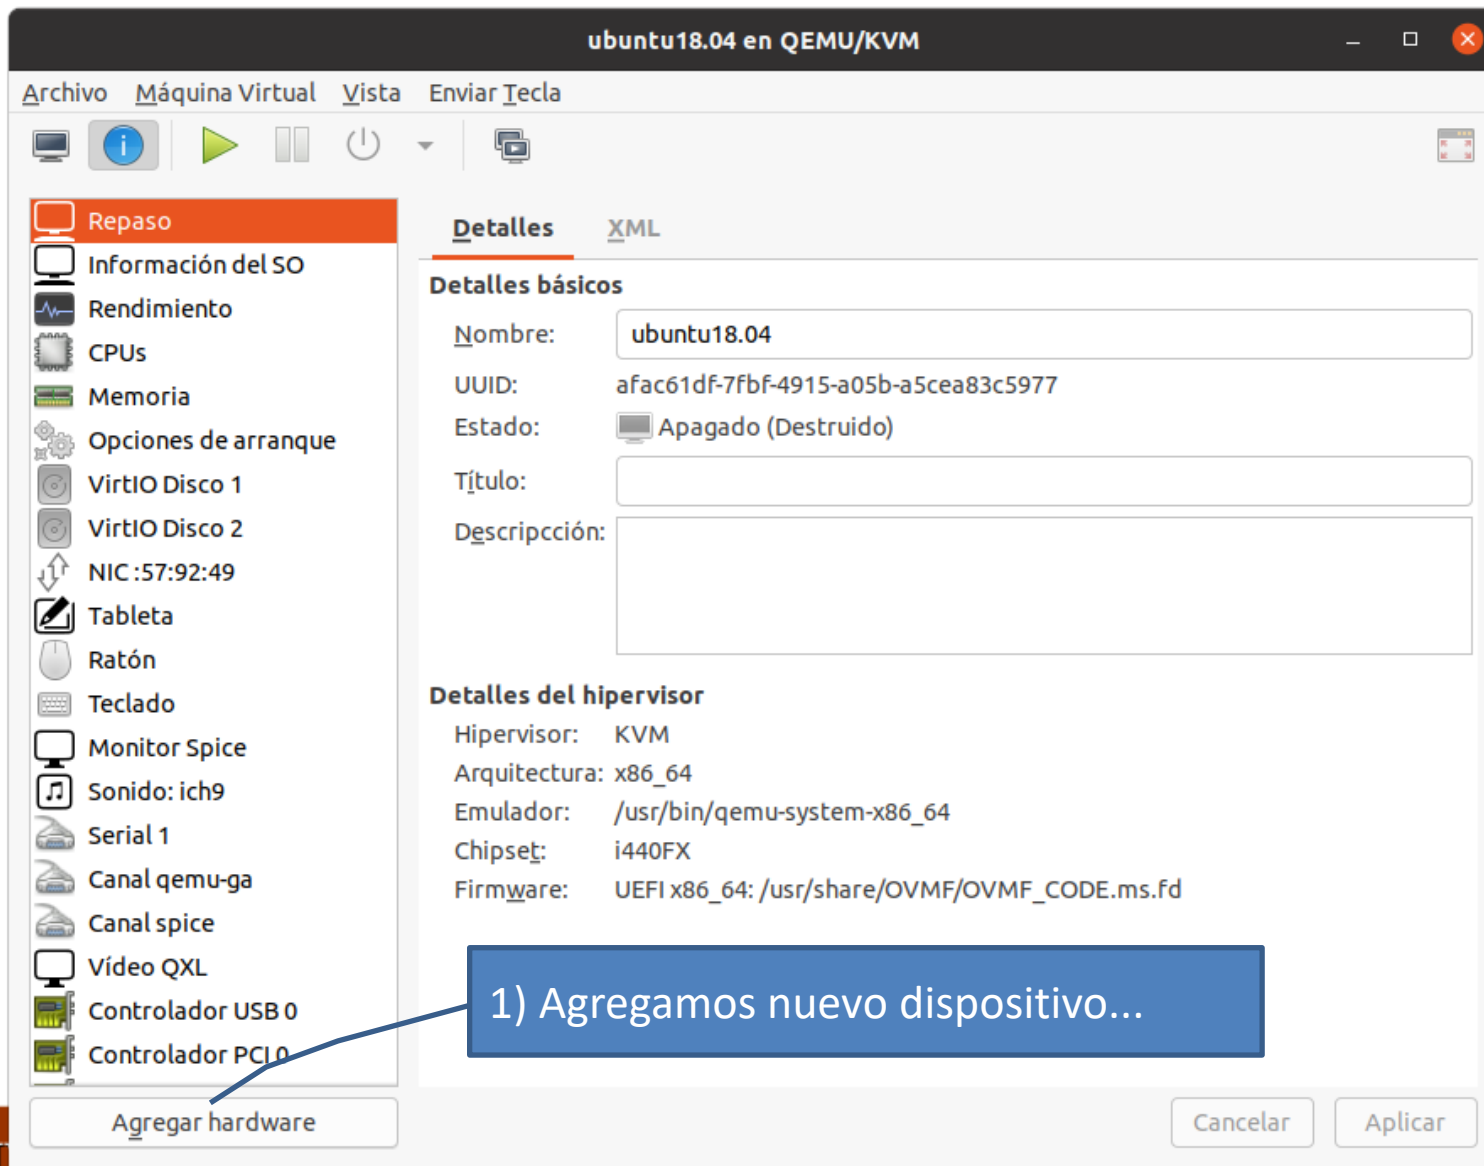 ubuntu18.04 en QEMU/KVM
Archivo Máquina Virtual Vista Enviar Tecla
Repaso
Información del SO
Rendimiento
CPUs
Memoria
Opciones de arranque
VirtIO Disco 1
VirtIO Disco 2
NIC :57:92:49
Tableta
Ratón
Teclado
Monitor Spice
Sonido: ich9
Serial 1
Canal qemu-ga
Canal spice
Vídeo QXL
Controlador USB 0
Controlador PCI 0
Agregar hardware
Detalles XML
Detalles básicos
Nombre: ubuntu18.04
UUID: afac61df-7fbf-4915-a05b-a5cea83c5977
Estado: Apagado (Destruido)
Título:
Descripcción:
Detalles del hipervisor
Hipervisor: KVM
Arquitectura: x86_64
Emulador: /usr/bin/qemu-system-x86_64
Chipset: i440FX
Firmware: UEFI x86_64: /usr/share/OVMF/OVMF_CODE.ms.fd
1) Agregamos nuevo dispositivo...
Cancelar Aplicar